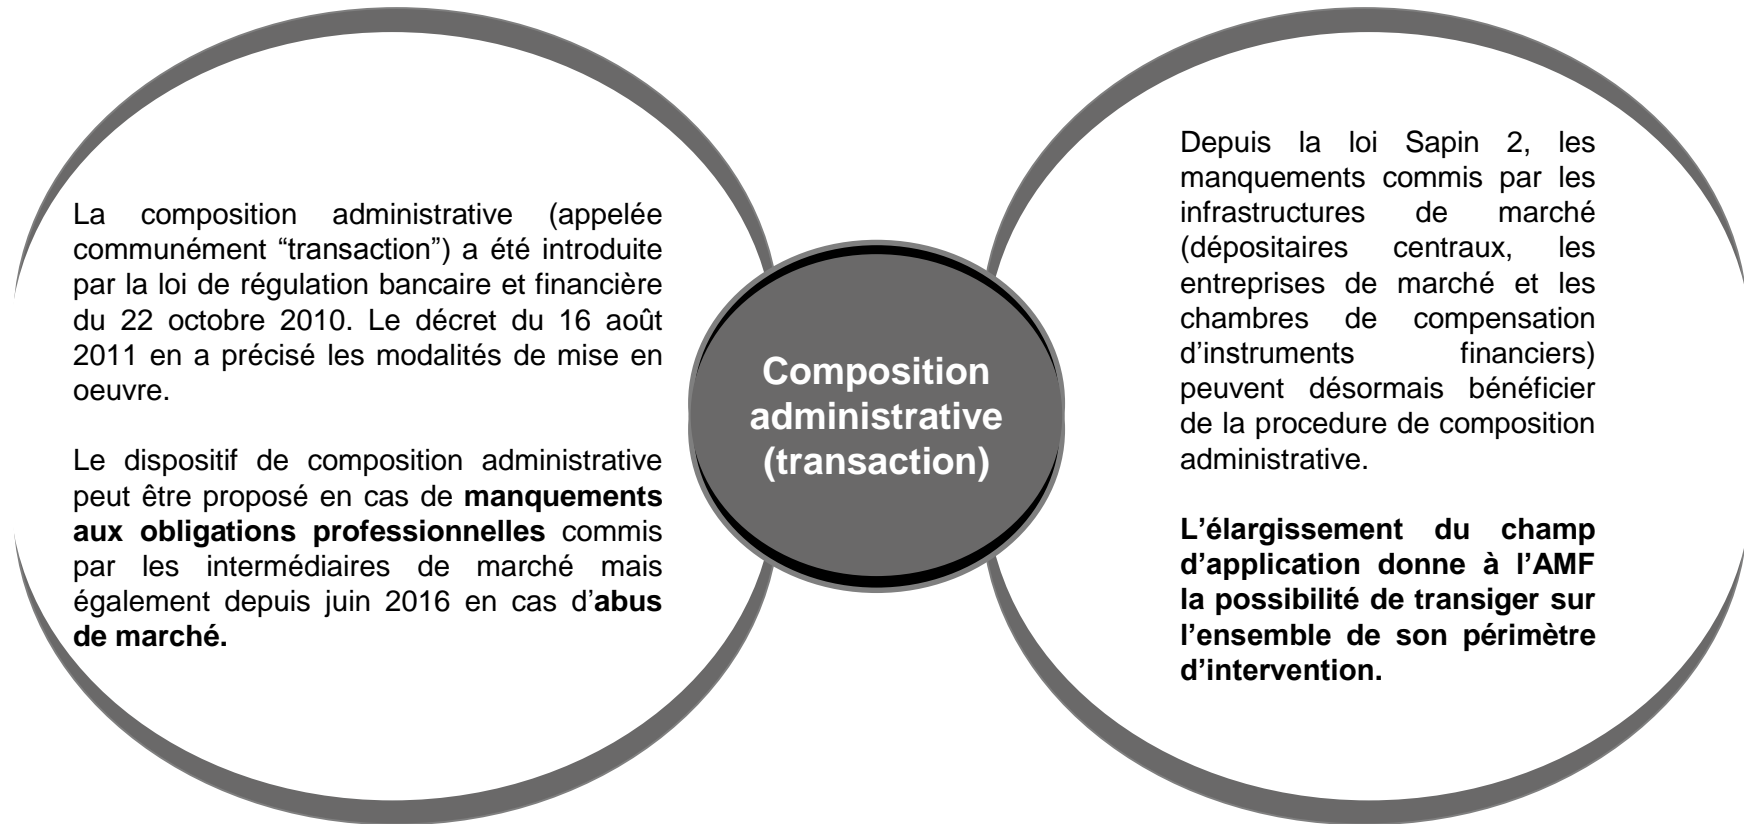 La composition administrative (appelée
communément “transaction”) a été introduite
par la loi de régulation bancaire et financière
du 22 octobre 2010. Le décret du 16 août
2011 en a précisé les modalités de mise en
oeuvre.
Le dispositif de composition administrative
peut être proposé en cas de manquements
aux obligations professionnelles commis
par les intermédiaires de marché mais
également depuis juin 2016 en cas d’abus
de marché.
Composition
administrative
(transaction)
Depuis la loi Sapin 2, les
manquements commis par les
infrastructures de marché
(dépositaires centraux, les
entreprises de marché et les
chambres de compensation
d’instruments financiers)
peuvent désormais bénéficier
de la procedure de composition
administrative.
L’élargissement du champ
d’application donne à l’AMF
la possibilité de transiger sur
l’ensemble de son périmètre
d’intervention.